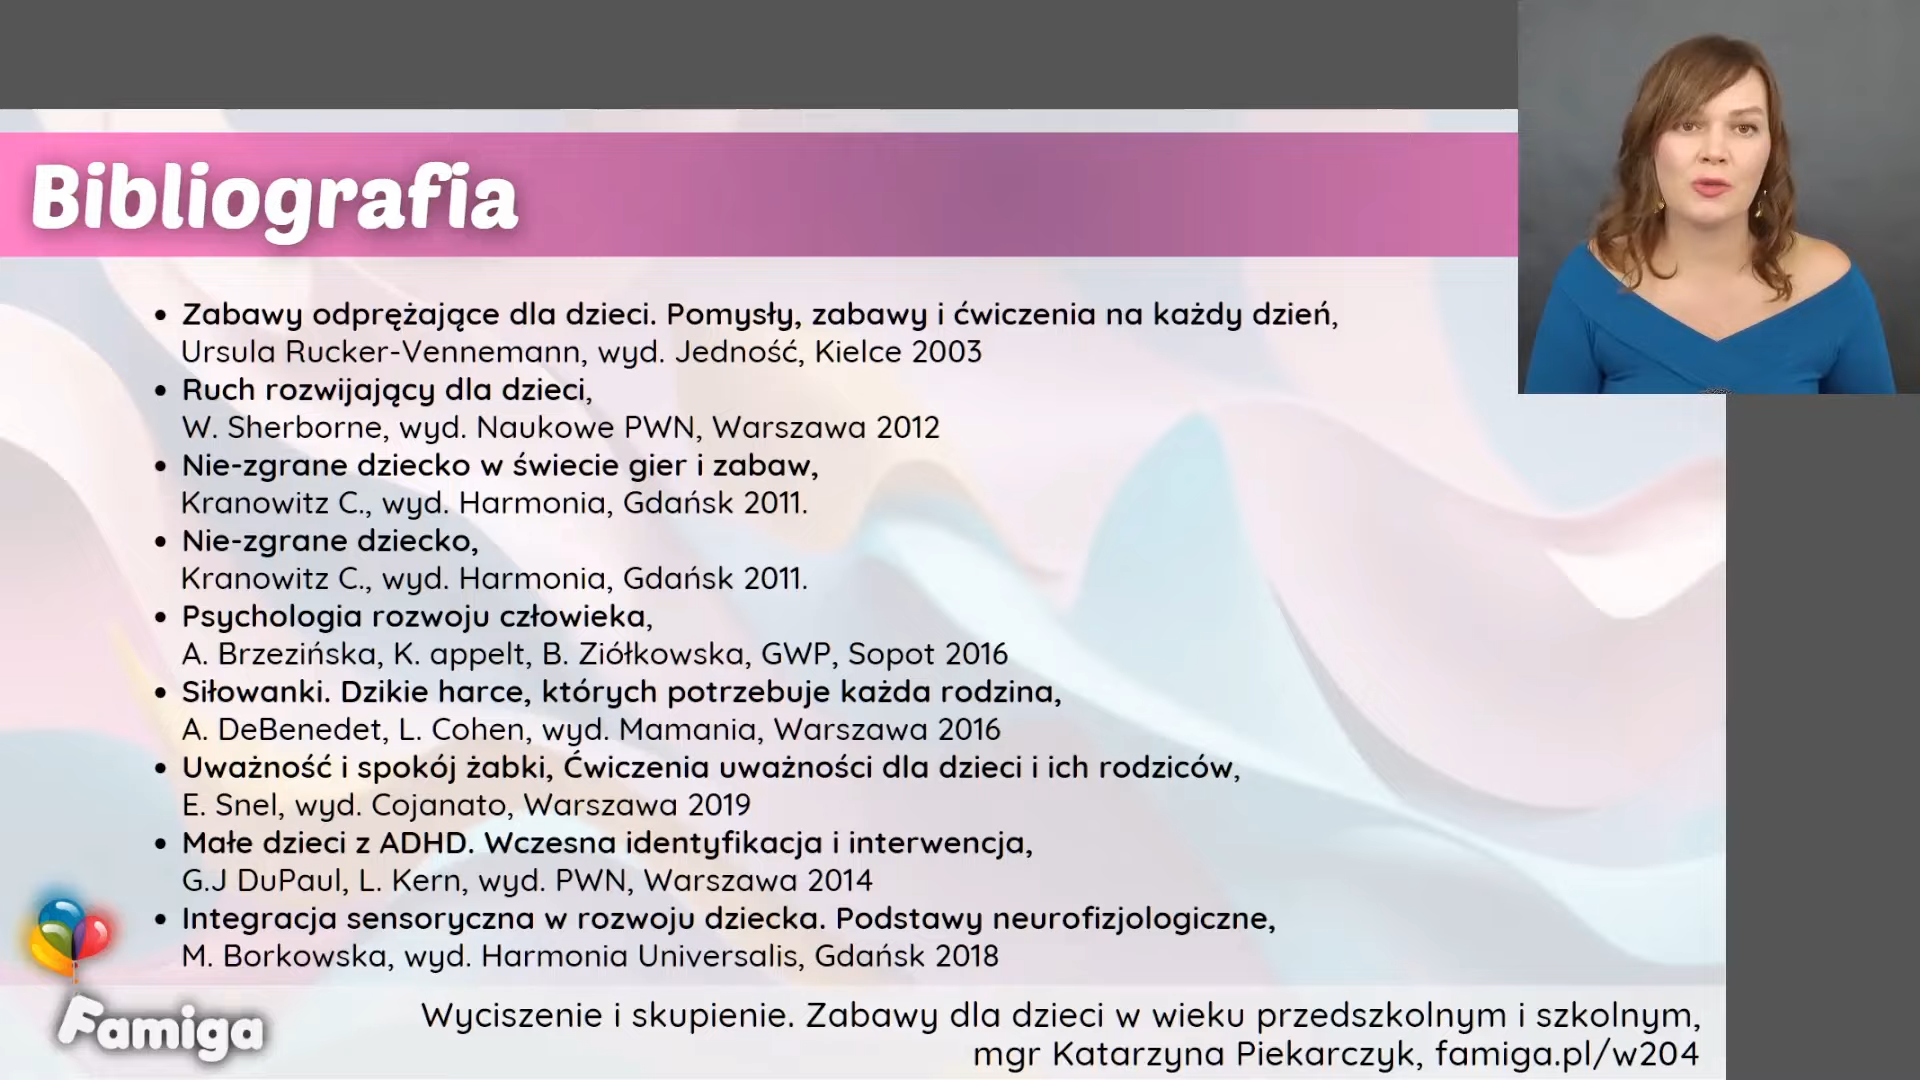 Bibliografia
• Zabawy odprężające dla dzieci. Pomysły, zabawy i ćwiczenia na każdy dzień,
Ursula Rucker-Vennemann, wyd. Jedność, Kielce 2003
• Ruch rozwijający dla dzieci,
W. Sherborne, wyd. Naukowe PWN, Warszawa 2012
• Nie-zgrane dziecko w świecie gier i zabaw,
Kranowitz C., wyd. Harmonia, Gdańsk 2011.
• Nie-zgrane dziecko,
Kranowitz C., wyd. Harmonia, Gdańsk 2011.
• Psychologia rozwoju człowieka,
A. Brzezińska, K. appelt, B. Ziółkowska, GWP, Sopot 2016
• Siłowanki. Dzikie harce, których potrzebuje każda rodzina,
A. DeBenedet, L. Cohen, wyd. Mamania, Warszawa 2016
• Uważność i spokój żabki, Ćwiczenia uważności dla dzieci i ich rodziców,
E. Snel, wyd. Cojanato, Warszawa 2019
• Małe dzieci z ADHD. Wczesna identyfikacja i interwencja,
G.J DuPaul, L. Kern, wyd. PWN, Warszawa 2014
• Integracja sensoryczna w rozwoju dziecka. Podstawy neurofizjologiczne,
M. Borkowska, wyd. Harmonia Universalis, Gdańsk 2018
Famiga
Wyciszenie i skupienie. Zabawy dla dzieci w wieku przedszkolnym i szkolnym,
mgr Katarzyna Piekarczyk, famiga.pl/w204